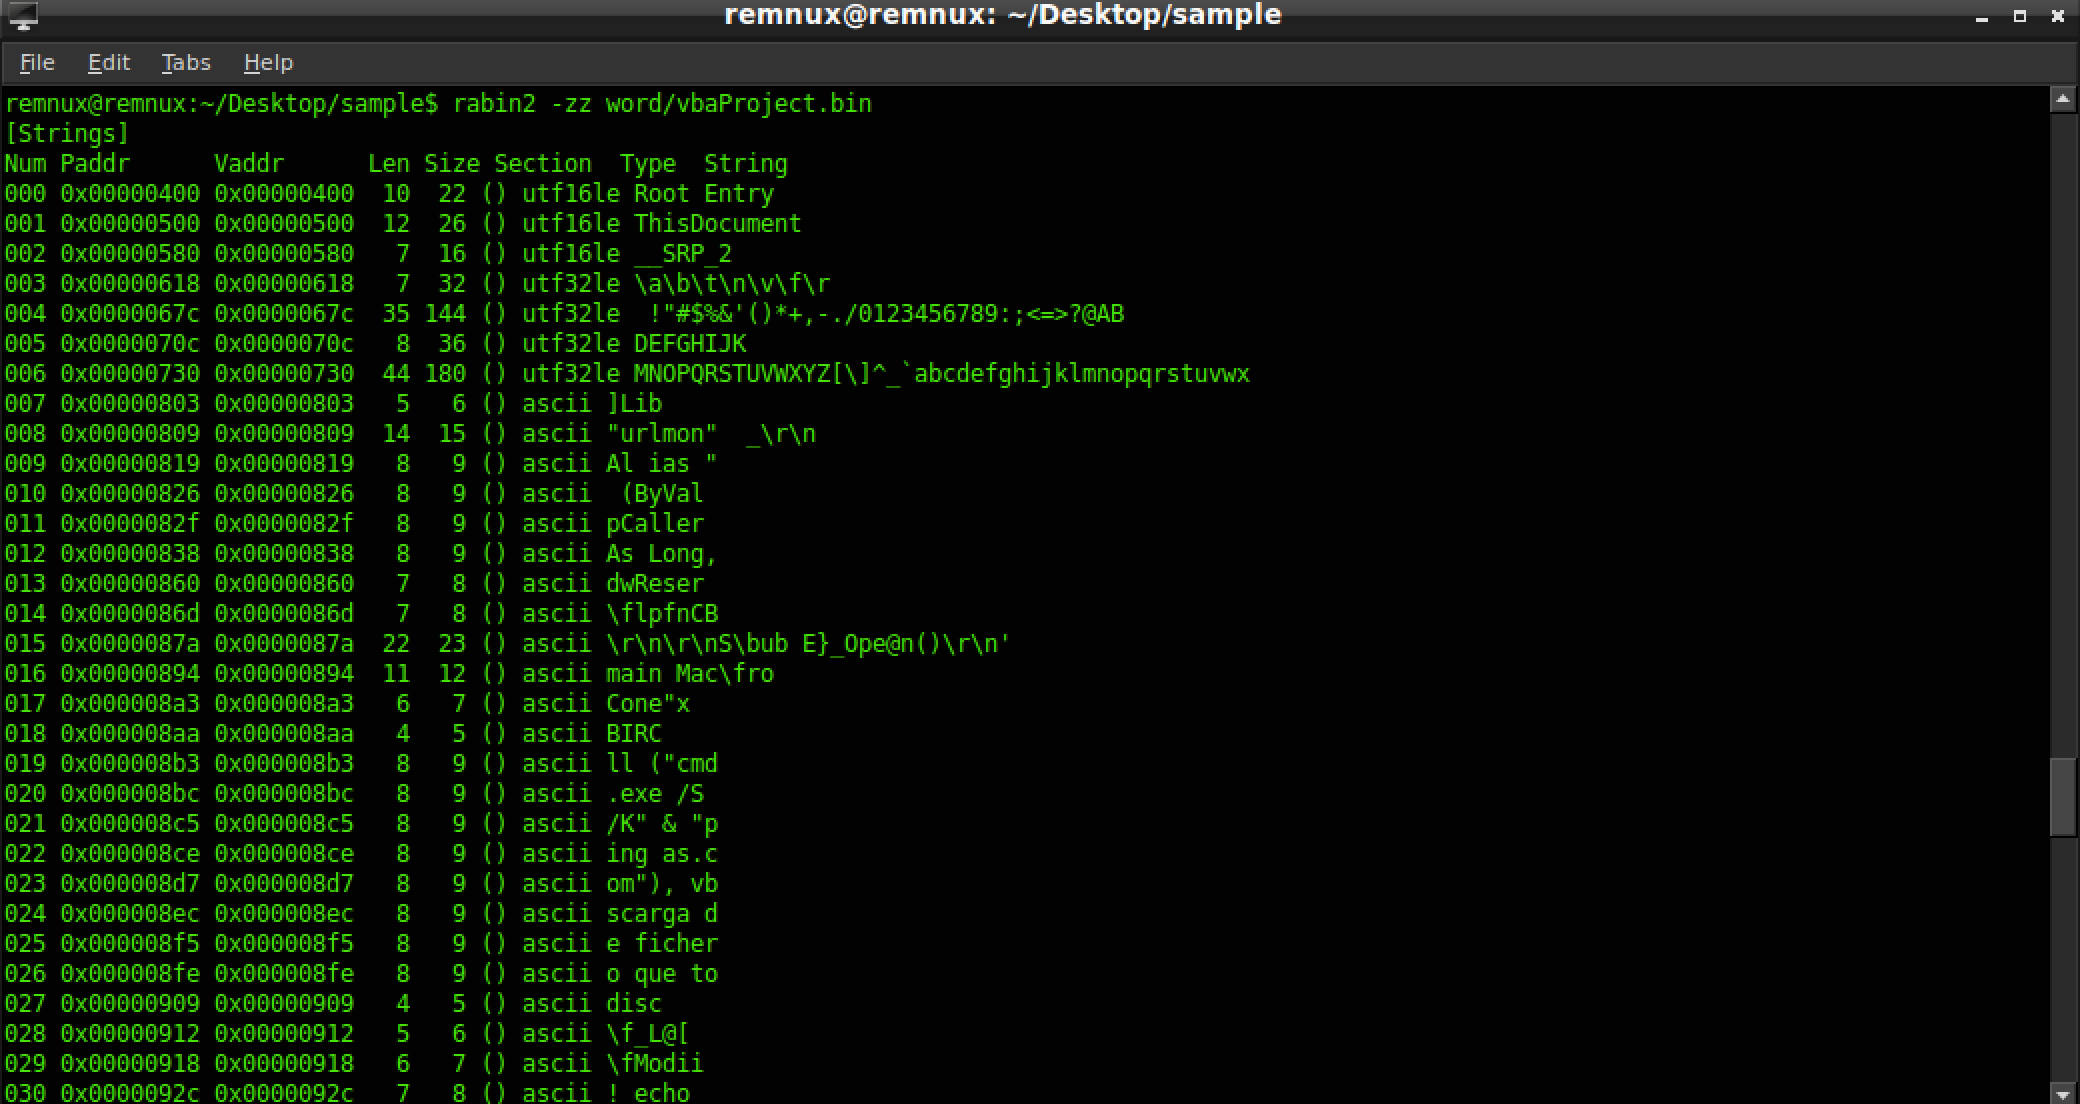 remnux@remnux: ~/Desktop/sample
File Edit Tabs Help
remnux@remnux:~/Desktop/sample$ rabin2 -zz word/vbaProject.bin
[Strings]
Num Paddr      Vaddr      Len Size Section  Type  String
000 0x00000400 0x00000400  10  22 () utf16le Root Entry
001 0x00000500 0x00000500  12  26 () utf16le ThisDocument
002 0x00000580 0x00000580   7  16 () utf16le __SRP_2
003 0x00000618 0x00000618   7  32 () utf32le \a\b\t\n\v\f\r
004 0x0000067c 0x0000067c  35 144 () utf32le  !"#$%&'()*+,-./0123456789:;<=>?@AB
005 0x0000070c 0x0000070c   8  36 () utf32le DEFGHIJK
006 0x00000730 0x00000730  44 180 () utf32le MNOPQRSTUVWXYZ[\]^_`abcdefghijklmnopqrstuvwx
007 0x00000803 0x00000803   5   6 () ascii ]Lib
008 0x00000809 0x00000809  14  15 () ascii "urlmon"  _\r\n
009 0x00000819 0x00000819   8   9 () ascii Al ias "
010 0x00000826 0x00000826   8   9 () ascii  (ByVal
011 0x0000082f 0x0000082f   8   9 () ascii pCaller
012 0x00000838 0x00000838   8   9 () ascii As Long,
013 0x00000860 0x00000860   7   8 () ascii dwReser
014 0x0000086d 0x0000086d   7   8 () ascii \flpfnCB
015 0x0000087a 0x0000087a  22  23 () ascii \r\n\r\nS\bub E}_Ope@n()\r\n'
016 0x00000894 0x00000894  11  12 () ascii main Mac\fro
017 0x000008a3 0x000008a3   6   7 () ascii Cone"x
018 0x000008aa 0x000008aa   4   5 () ascii BIRC
019 0x000008b3 0x000008b3   8   9 () ascii ll ("cmd
020 0x000008bc 0x000008bc   8   9 () ascii .exe /S
021 0x000008c5 0x000008c5   8   9 () ascii /K" & "p
022 0x000008ce 0x000008ce   8   9 () ascii ing as.c
023 0x000008d7 0x000008d7   8   9 () ascii om"), vb
024 0x000008ec 0x000008ec   8   9 () ascii scarga d
025 0x000008f5 0x000008f5   8   9 () ascii e ficher
026 0x000008fe 0x000008fe   8   9 () ascii o que to
027 0x00000909 0x00000909   4   5 () ascii disc
028 0x00000912 0x00000912   5   6 () ascii \f_L@[
029 0x00000918 0x00000918   6   7 () ascii \fModii
030 0x0000092c 0x0000092c   7   8 () ascii ! echo